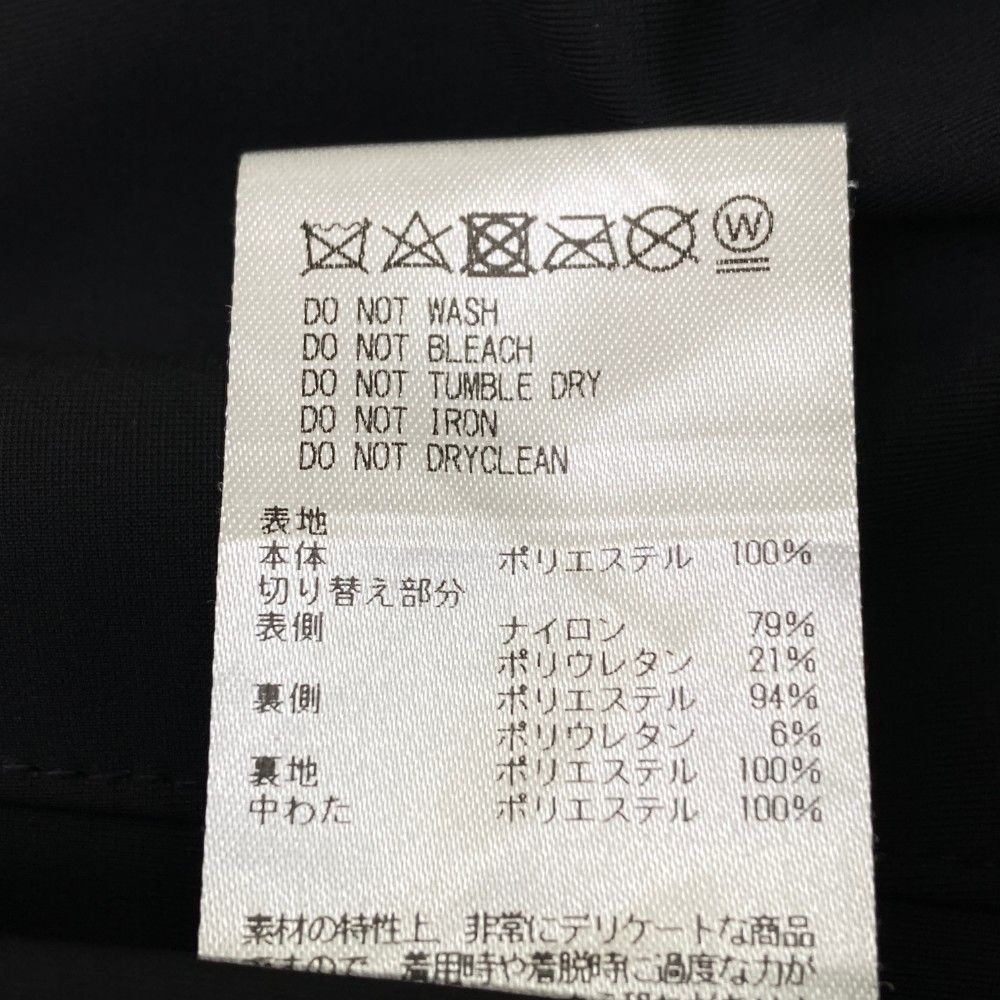 W
DO NOT WASH
DO NOT BLEACH
DO NOT TUMBLE DRY
DO NOT IRON
DO NOT DRYCLEAN
表地
本体 ポリエステル 100%
切り替え部分
表側 ナイロン 79%
ポリウレタン 21%
裏側 ポリエステル 94%
ポリウレタン 6%
裏地 ポリエステル 100%
中わた ポリエステル 100%
素材の特性上、非常にデリケートな商品
ですので、着用時や着脱時に過度な力が